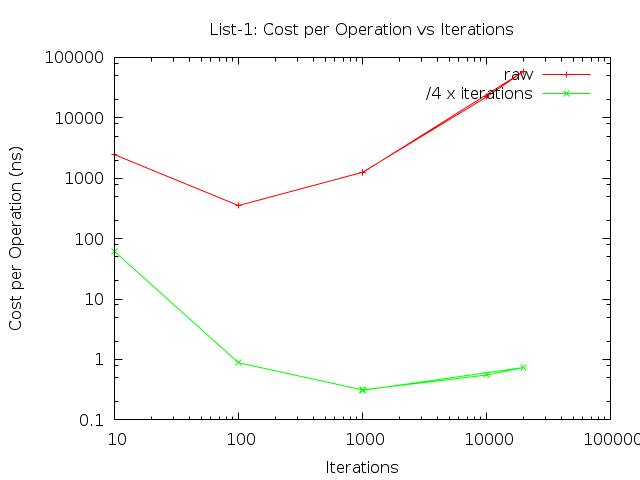 List-1: Cost per Operation vs Iterations
100000
10000
1000
100
10
1
0.1
Cost per Operation (ns)
raw
/4 x iterations
10
100
1000
10000
100000
Iterations